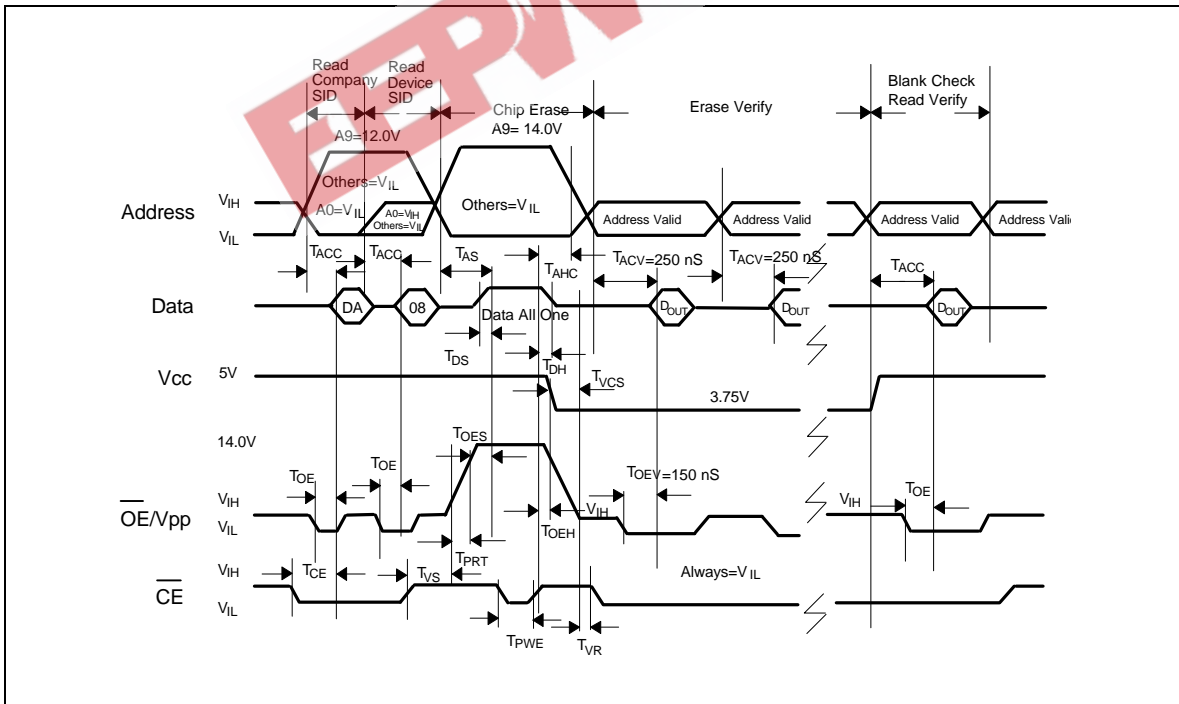 Read Company SID
Read Device SID
Chip Erase
Erase Verify
Blank Check Read Verify
A9=12.0V
A9= 14.0V
Others=VIL
Others=VIL
Address
VIH
VIL
A0=VIL
A0=VIH
Others=VIL
Address Valid
Address Valid
Address Valid
Address Valid
TACC
TACC
TAS
TAHC
TACV=250 nS
TACV=250 nS
TACC
Data
DA
08
Data All One
DOUT
DOUT
DOUT
TDS
TDH
TVCS
Vcc
5V
3.75V
14.0V
TOES
TOE
TOE
TOEV=150 nS
TOE
OE/Vpp
VIH
VIL
VIH
VIH
TOEH
TPRT
CE
VIH
VIL
TCE
TVS
Always=VIL
TPWE
TVR
EEPW